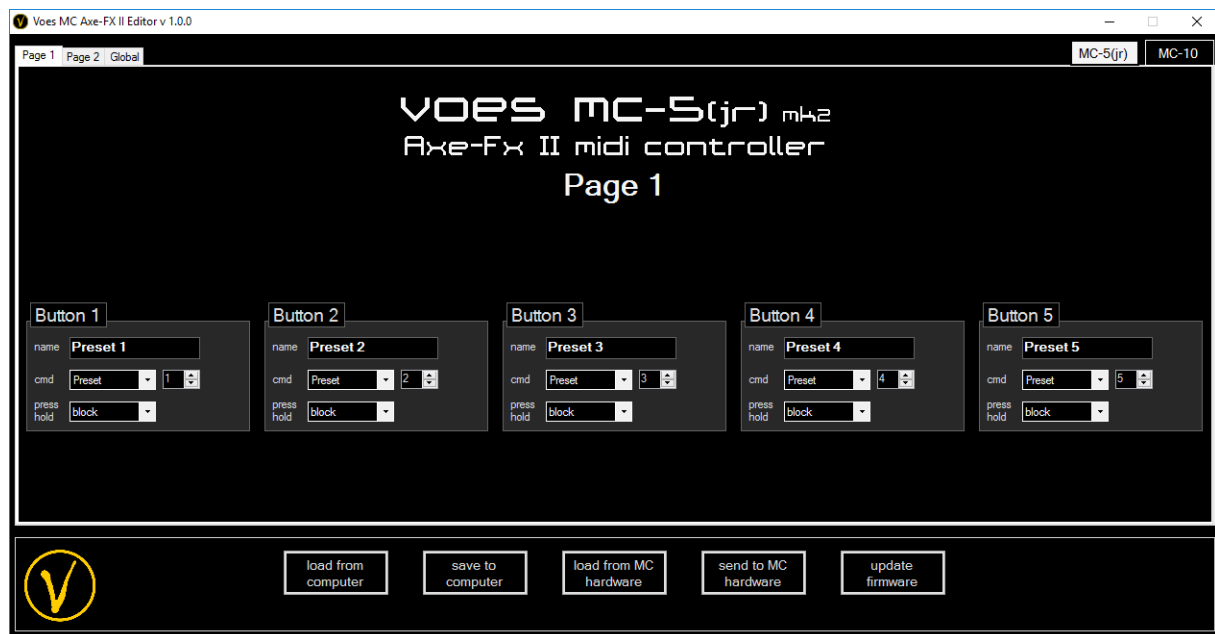 Voes MC Axe-FX II Editor v 1.0.0
Page 1 Page 2 Global MC-5(jr) MC-10
voes mc-5(jr) mk2
Axe-Fx II midi controller
Page 1
Button 1 Button 2 Button 3 Button 4 Button 5
name Preset 1 name Preset 2 name Preset 3 name Preset 4 name Preset 5
cmd Preset 1 cmd Preset 2 cmd Preset 3 cmd Preset 4 cmd Preset 5
press hold block press hold block press hold block press hold block press hold block
V
load from computer save to computer load from MC hardware send to MC hardware update firmware